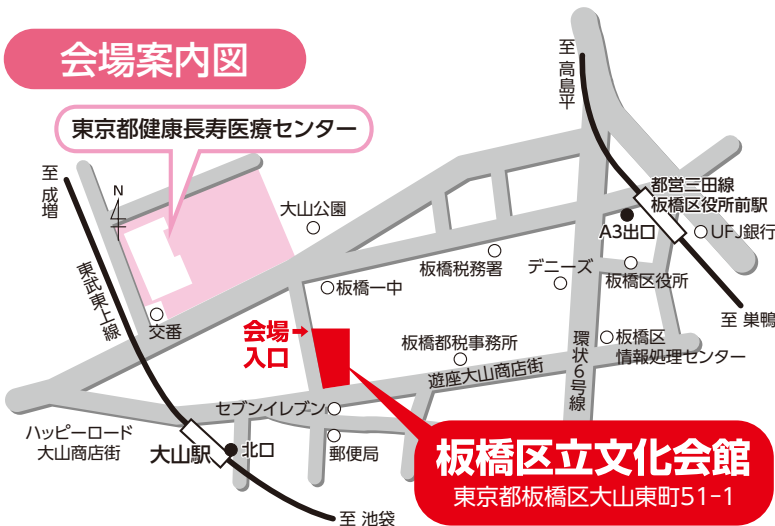 会場案内図
東京都健康長寿医療センター
至 高島平
至 成増
N
大山公園
都営三田線
板橋区役所前駅
A3出口
UFJ銀行
東武東上線
板橋税務署
デニーズ
板橋区役所
板橋一中
交番
至 巣鴨
会場
入口
板橋都税事務所
板橋区
情報処理センター
遊座大山商店街
環状6号線
セブンイレブン
ハッピーロード
大山商店街
大山駅
北口
郵便局
板橋区立文化会館
東京都板橋区大山東町51-1
至 池袋